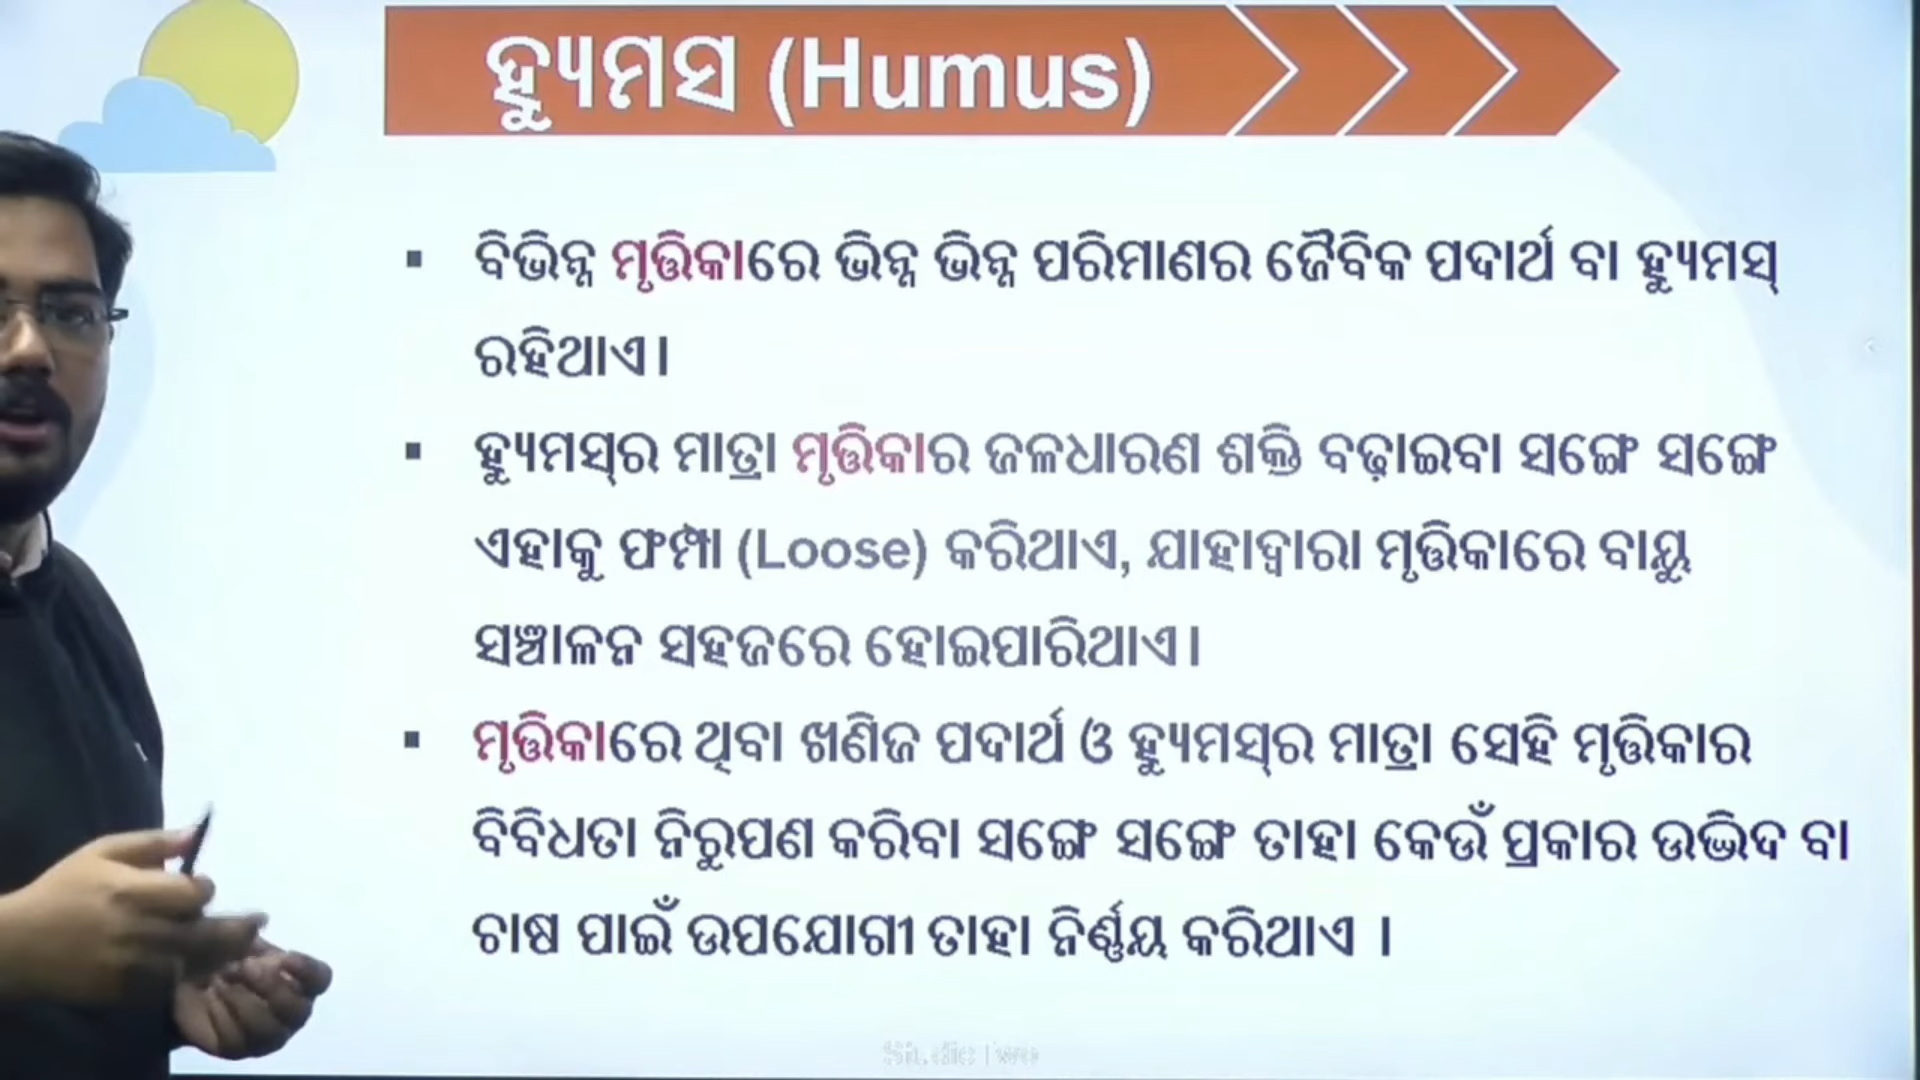 ହ୍ୟୁମସ (Humus)
▪ ବିଭିନ୍ନ ମୃତ୍ତିକାରେ ଭିନ୍ନ ଭିନ୍ନ ପରିମାଣର ଜୈବିକ ପଦାର୍ଥ ବା ହ୍ୟୁମସ୍
ରହିଥାଏ।
▪ ହ୍ୟୁମସ୍‌ର ମାତ୍ରା ମୃତ୍ତିକାର ଜଳଧାରଣ ଶକ୍ତି ବଢ଼ାଇବା ସଙ୍ଗେ ସଙ୍ଗେ
ଏହାକୁ ଫମ୍ପା (Loose) କରିଥାଏ, ଯାହାଦ୍ଵାରା ମୃତ୍ତିକାରେ ବାୟୁ
ସଞ୍ଚାଳନ ସହଜରେ ହୋଇପାରିଥାଏ।
▪ ମୃତ୍ତିକାରେ ଥିବା ଖଣିଜ ପଦାର୍ଥ ଓ ହ୍ୟୁମସ୍‌ର ମାତ୍ରା ସେହି ମୃତ୍ତିକାର
ବିବିଧତା ନିରୁପଣ କରିବା ସଙ୍ଗେ ସଙ୍ଗେ ତାହା କେଉଁ ପ୍ରକାର ଉଦ୍ଭିଦ ବା
ଚାଷ ପାଇଁ ଉପଯୋଗୀ ତାହା ନିର୍ଣ୍ଣୟ କରିଥାଏ ।